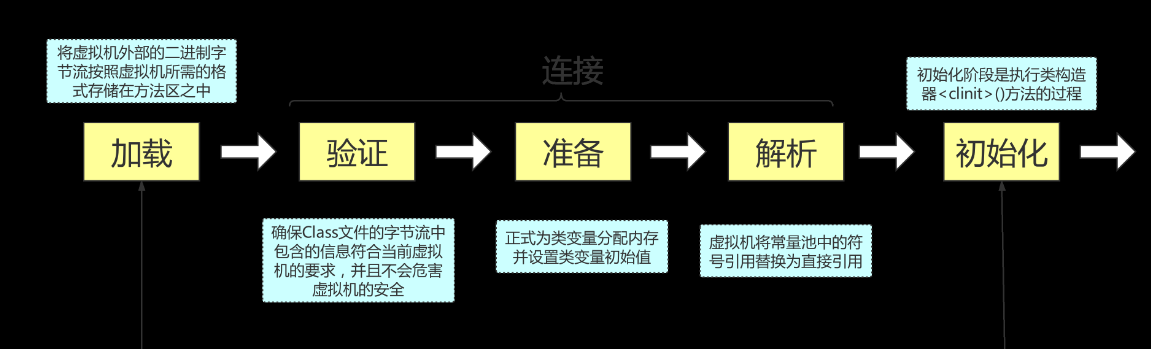 将虚拟机外部的二进制字
节流按照虚拟机所需的格
式存储在方法区之中
连接
初始化阶段是执行类构造
器<clinit>()方法的过程
加载
验证
准备
解析
初始化
确保Class文件的字节流中
包含的信息符合当前虚拟
机的要求，并且不会危害
虚拟机的安全
正式为类变量分配内存
并设置类变量初始值
虚拟机将常量池中的符
号引用替换为直接引用